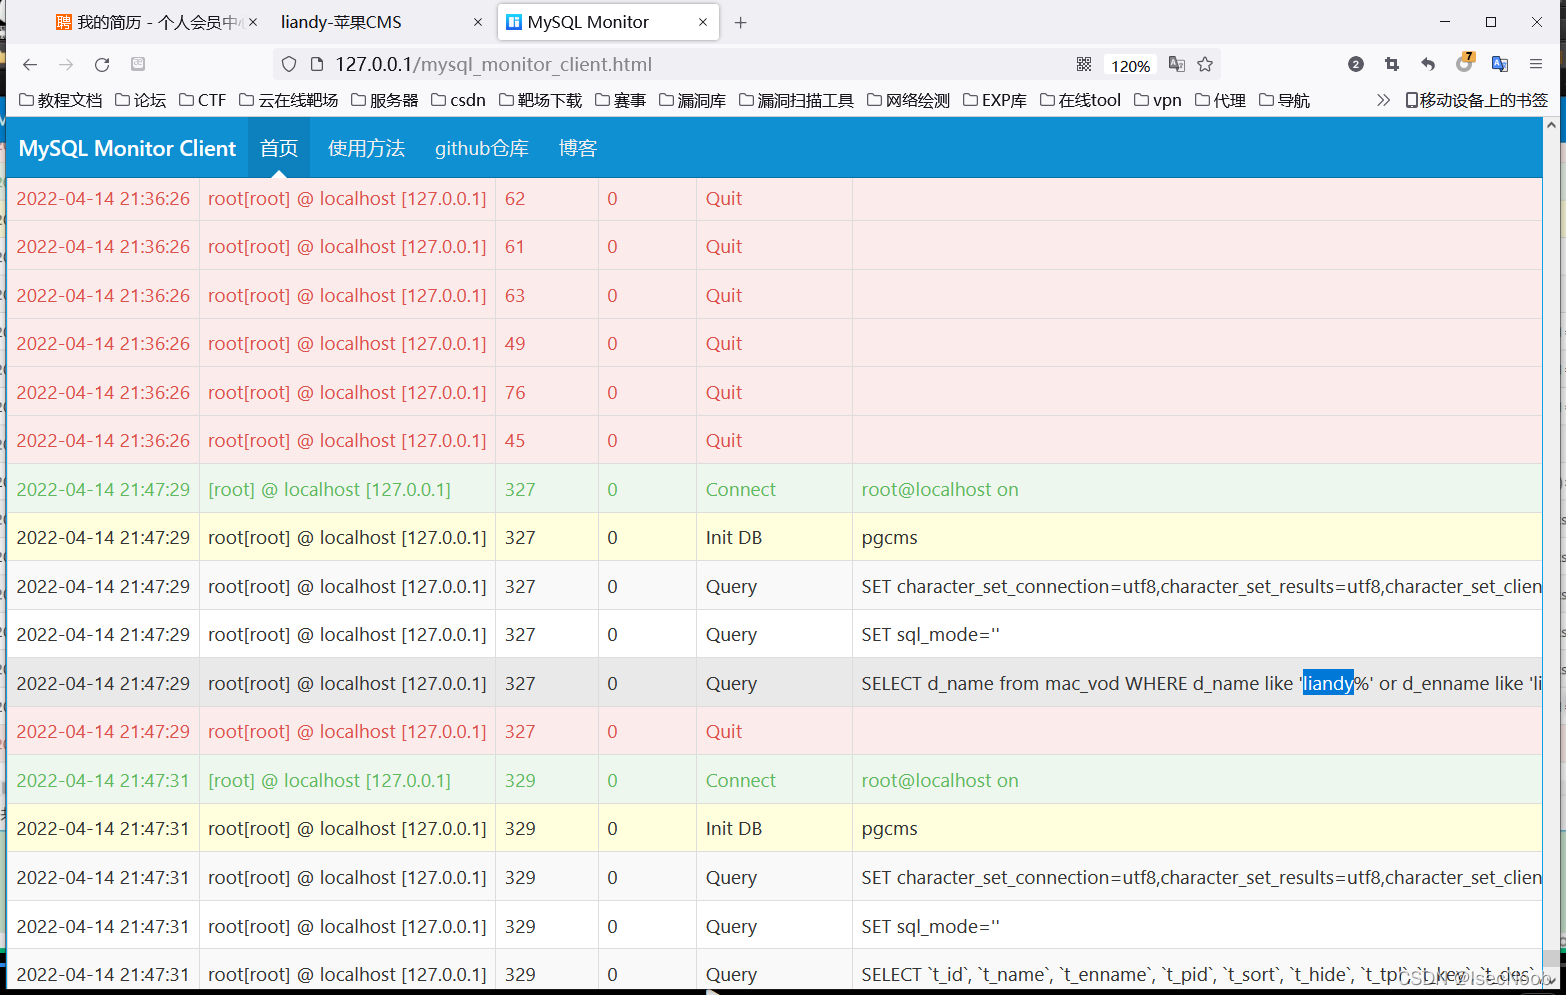 我的简历 - 个人会员中心
liandy-苹果CMS
MySQL Monitor
127.0.0.1/mysql_monitor_client.html
120%
2
7
教程文档 论坛 CTF 云在线靶场 服务器 csdn 靶场下载 赛事 漏洞库 漏洞扫描工具 网络绘测 EXP库 在线tool vpn 代理 导航 移动设备上的书签
MySQL Monitor Client 首页 使用方法 github仓库 博客
2022-04-14 21:36:26 root[root] @ localhost [127.0.0.1] 62 0 Quit
2022-04-14 21:36:26 root[root] @ localhost [127.0.0.1] 61 0 Quit
2022-04-14 21:36:26 root[root] @ localhost [127.0.0.1] 63 0 Quit
2022-04-14 21:36:26 root[root] @ localhost [127.0.0.1] 49 0 Quit
2022-04-14 21:36:26 root[root] @ localhost [127.0.0.1] 76 0 Quit
2022-04-14 21:36:26 root[root] @ localhost [127.0.0.1] 45 0 Quit
2022-04-14 21:47:29 [root] @ localhost [127.0.0.1] 327 0 Connect root@localhost on
2022-04-14 21:47:29 root[root] @ localhost [127.0.0.1] 327 0 Init DB pgcms
2022-04-14 21:47:29 root[root] @ localhost [127.0.0.1] 327 0 Query SET character_set_connection=utf8,character_set_results=utf8,character_set_clien
2022-04-14 21:47:29 root[root] @ localhost [127.0.0.1] 327 0 Query SET sql_mode=''
2022-04-14 21:47:29 root[root] @ localhost [127.0.0.1] 327 0 Query SELECT d_name from mac_vod WHERE d_name like 'liandy%' or d_enname like 'li
2022-04-14 21:47:29 root[root] @ localhost [127.0.0.1] 327 0 Quit
2022-04-14 21:47:31 [root] @ localhost [127.0.0.1] 329 0 Connect root@localhost on
2022-04-14 21:47:31 root[root] @ localhost [127.0.0.1] 329 0 Init DB pgcms
2022-04-14 21:47:31 root[root] @ localhost [127.0.0.1] 329 0 Query SET character_set_connection=utf8,character_set_results=utf8,character_set_clien
2022-04-14 21:47:31 root[root] @ localhost [127.0.0.1] 329 0 Query SET sql_mode=''
2022-04-14 21:47:31 root[root] @ localhost [127.0.0.1] 329 0 Query SELECT `t_id`, `t_name`, `t_enname`, `t_pid`, `t_sort`, `t_hide`, `t_tpl`, `t_key`, `t_des`,
CSDN @IsecNoob